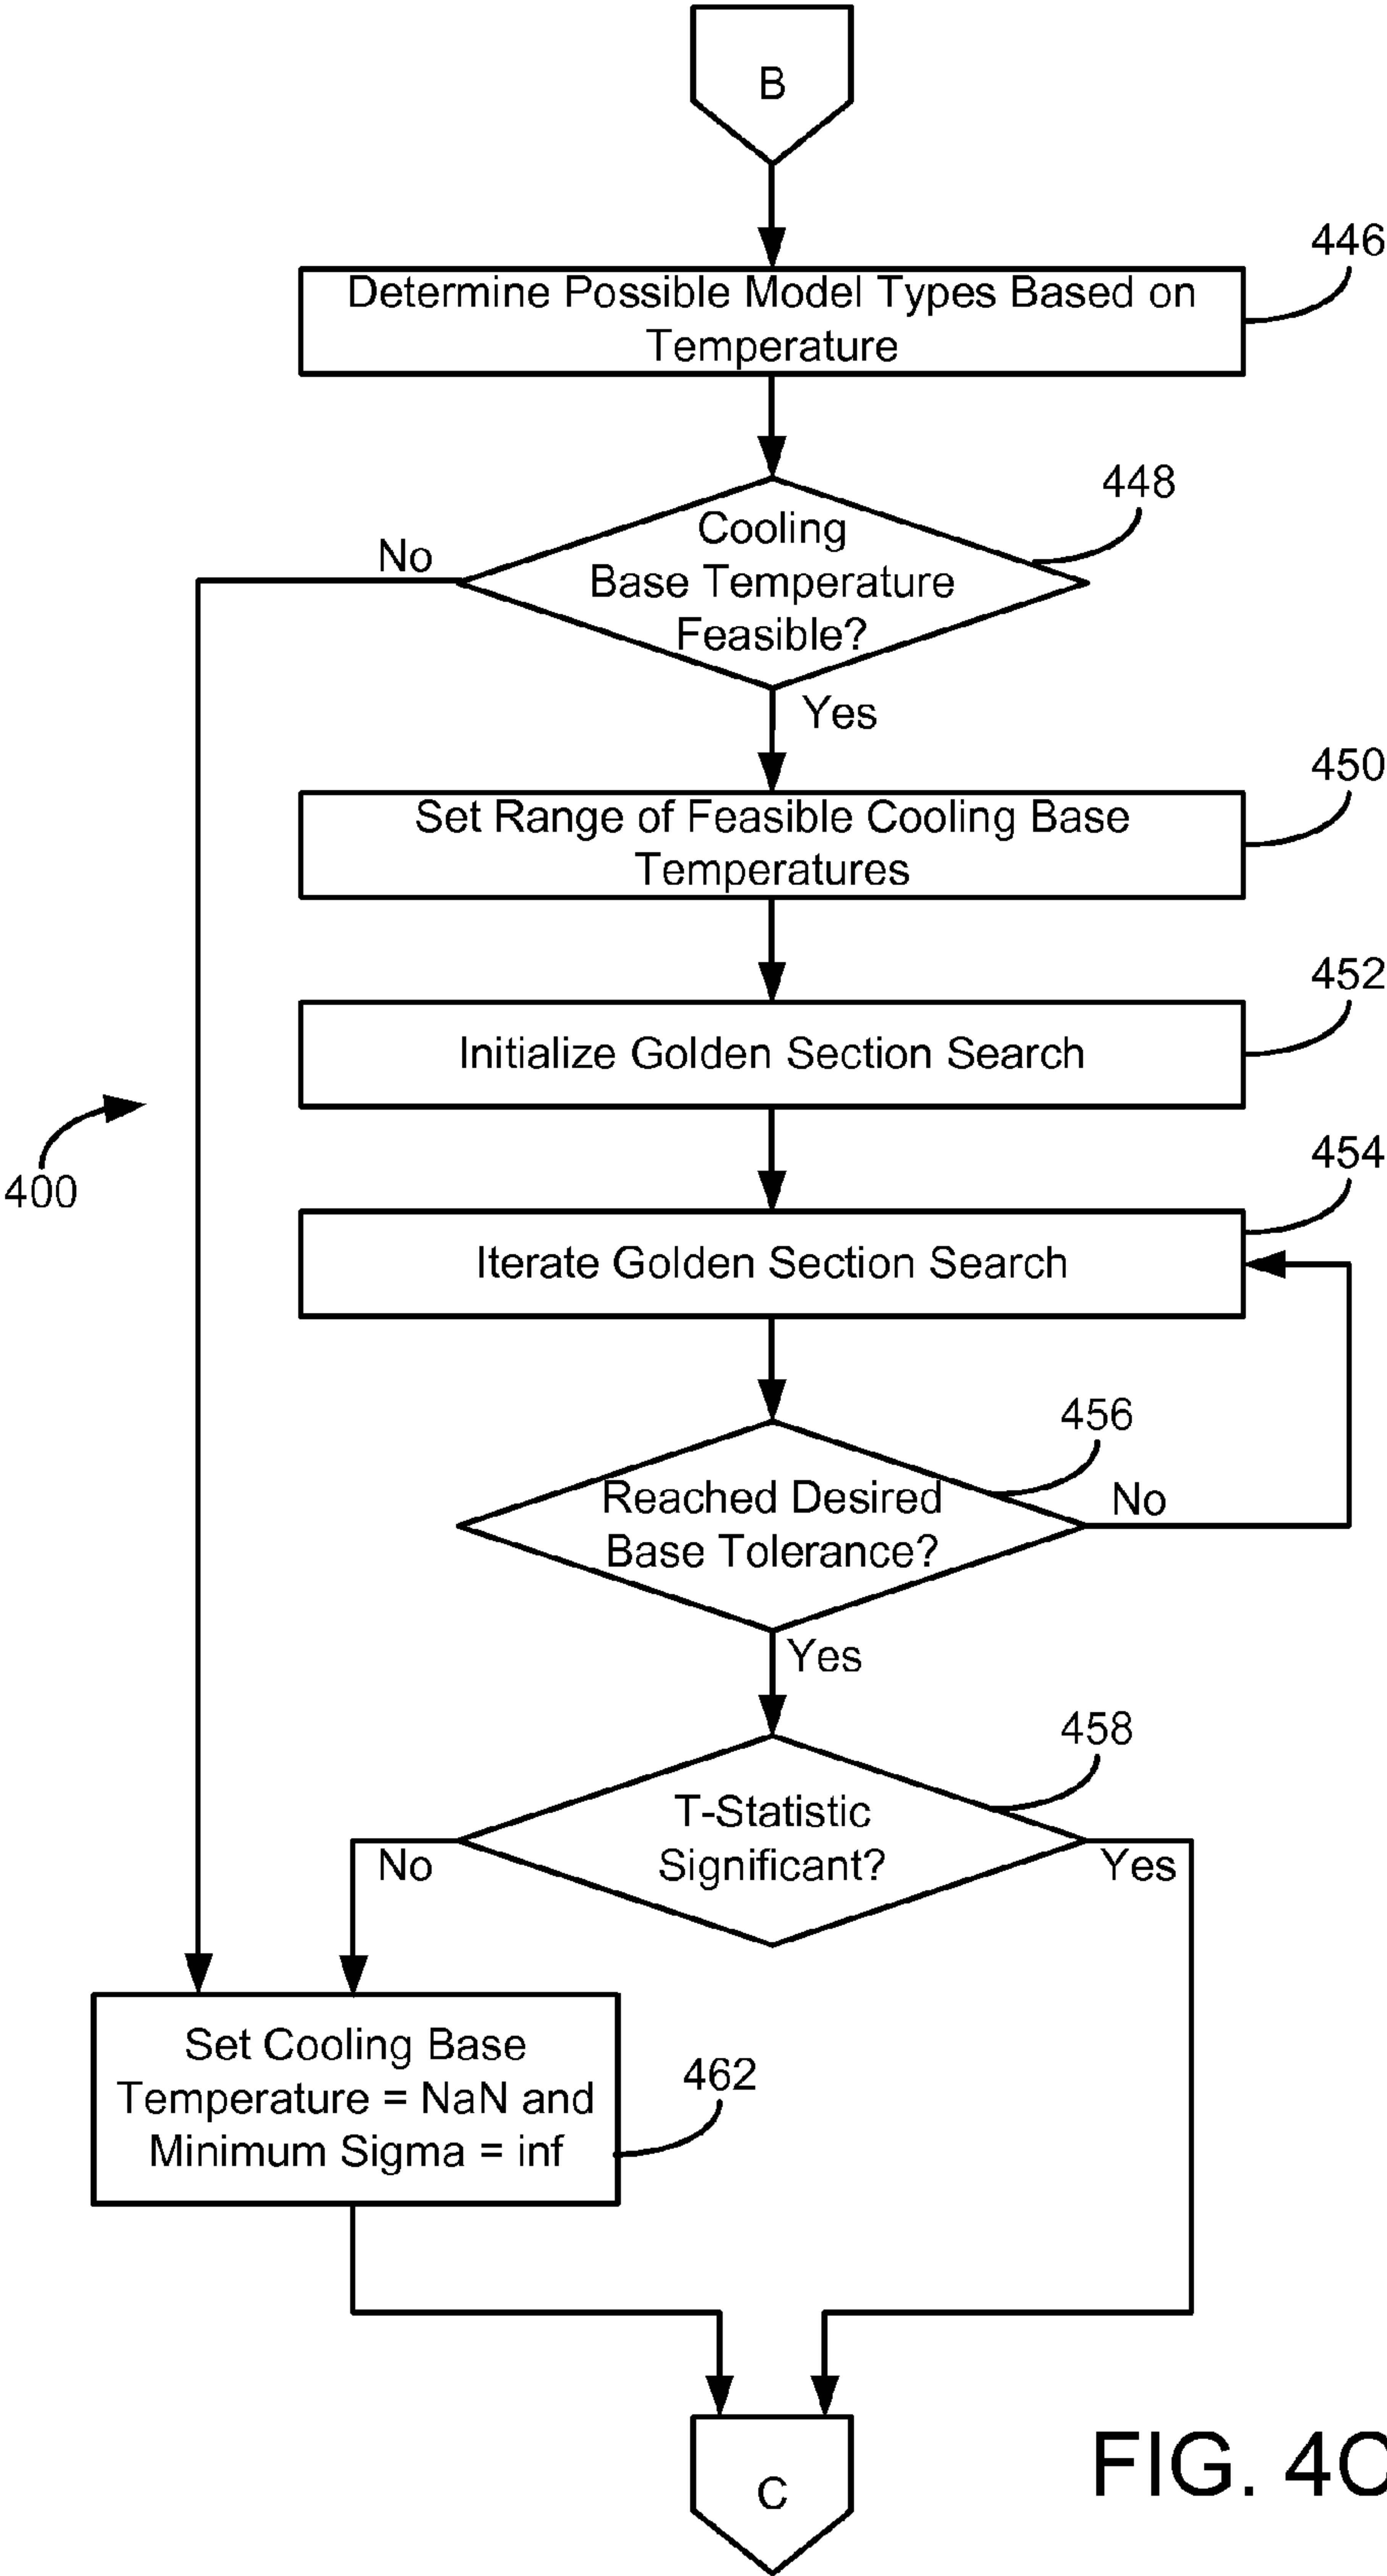 B
446
Determine Possible Model Types Based on
Temperature
448
Cooling
Base Temperature
Feasible?
No
Yes
450
Set Range of Feasible Cooling Base
Temperatures
452
Initialize Golden Section Search
400
454
Iterate Golden Section Search
456
Reached Desired
Base Tolerance?
No
Yes
458
T-Statistic
Significant?
No
Yes
Set Cooling Base
Temperature = NaN and
Minimum Sigma = inf
462
C
FIG. 4C